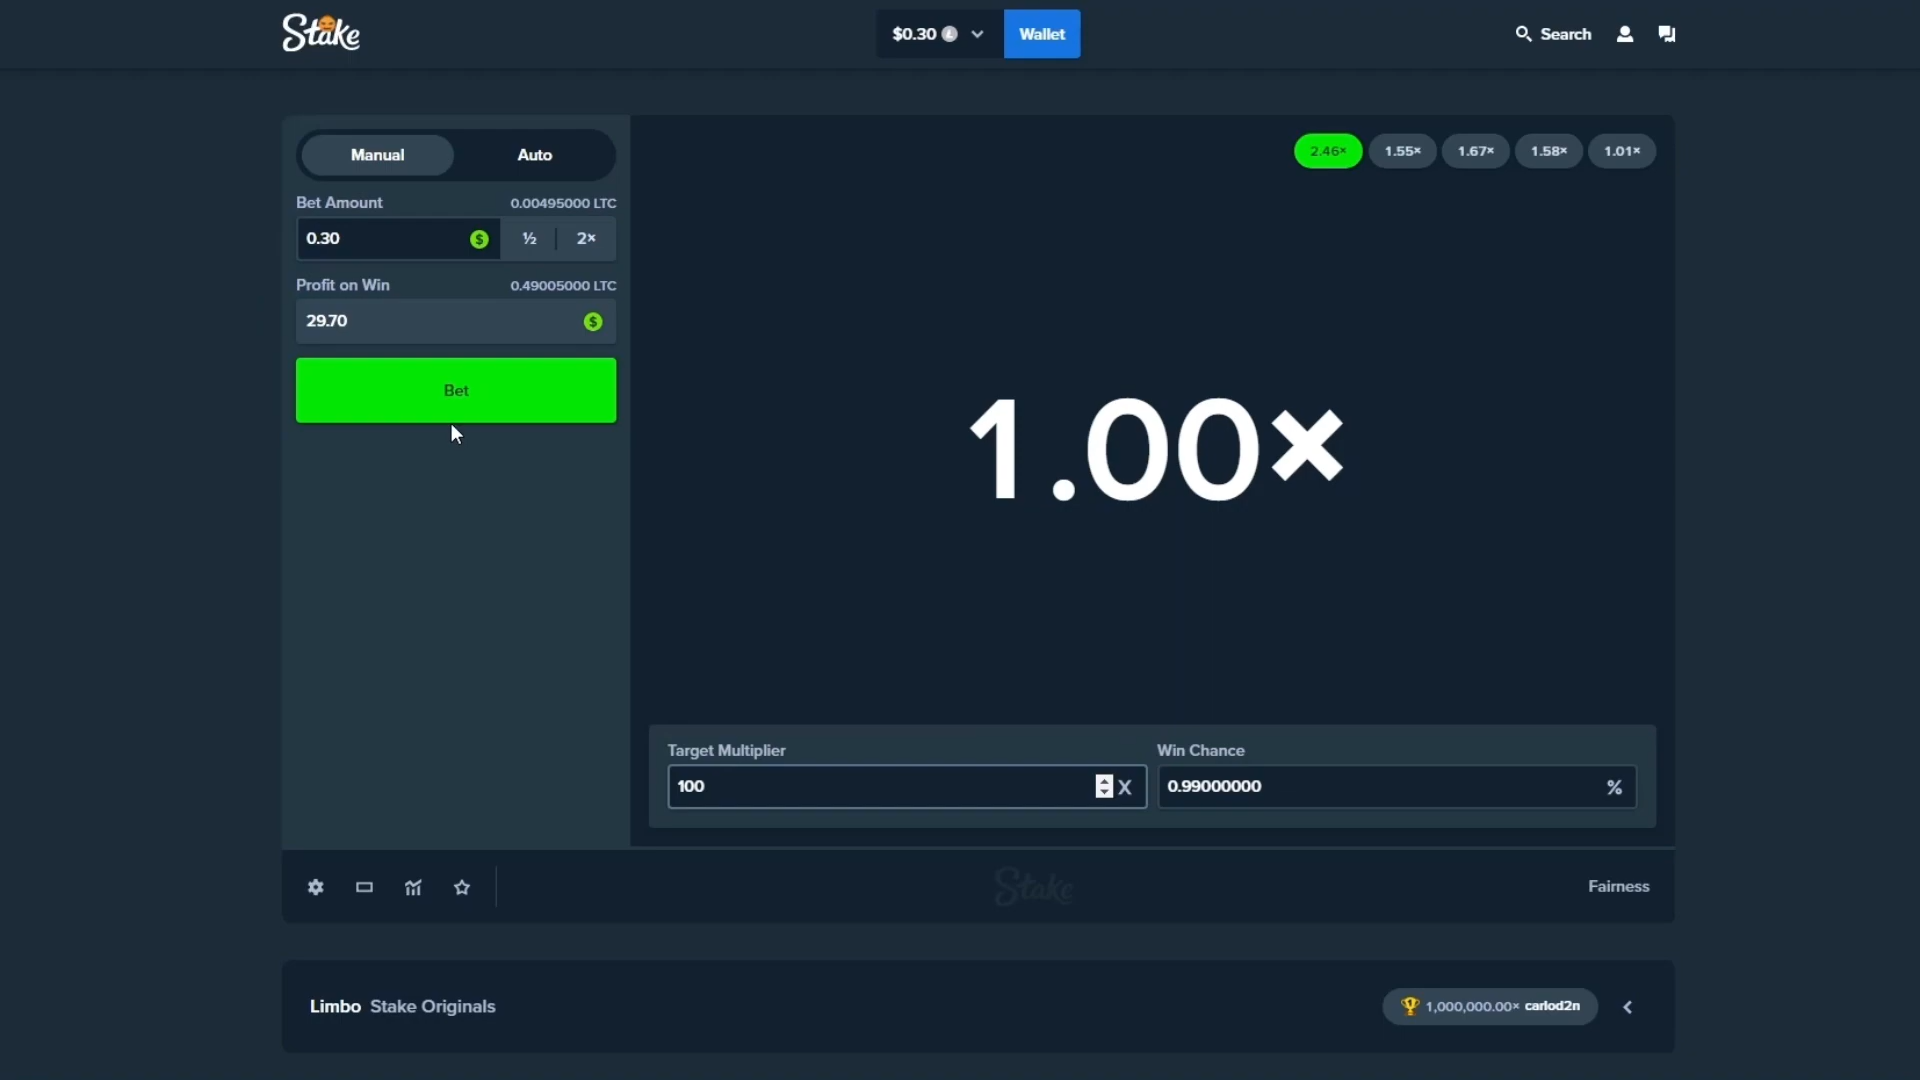 Stake
$0.30
Wallet
Search
Manual
Auto
2.46×
1.55×
1.67×
1.58×
1.01×
Bet Amount
0.00495000 LTC
0.30
½
2×
Profit on Win
0.49005000 LTC
29.70
Bet
1.00×
Target Multiplier
Win Chance
100
X
0.99000000
%
Stake
Fairness
Limbo Stake Originals
1,000,000.00× carlod2n